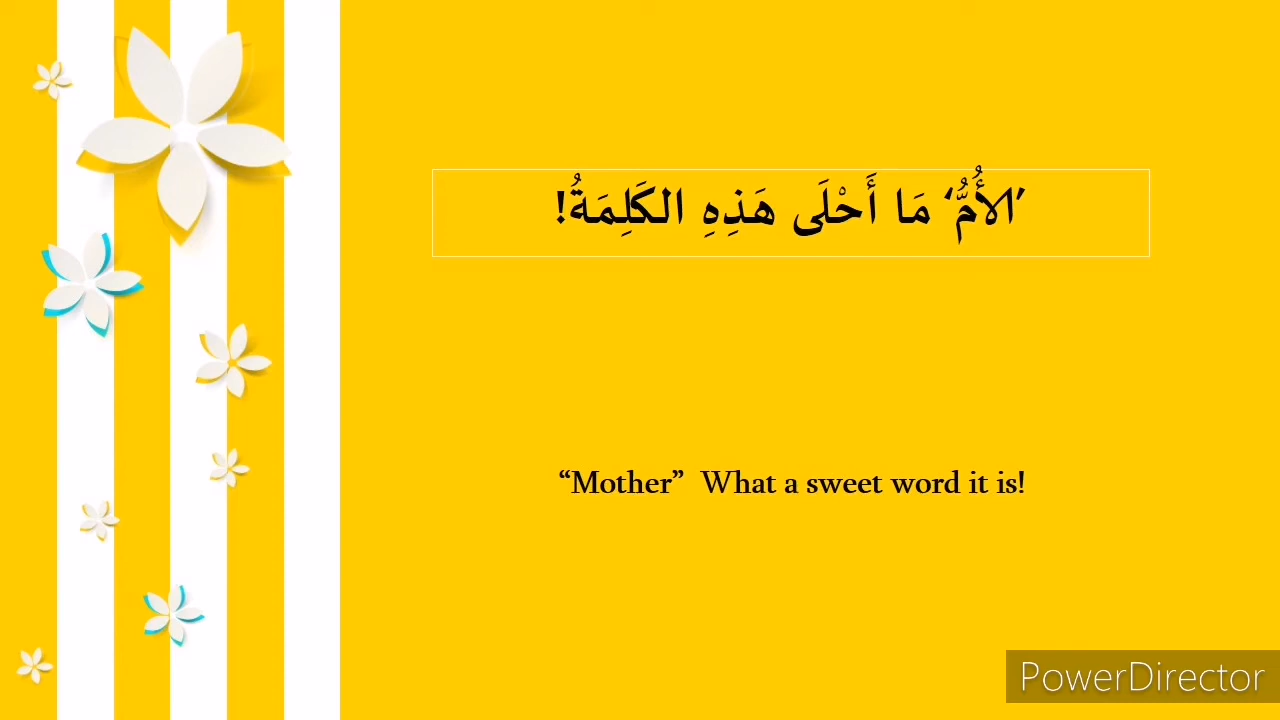 ’الأُمُّ‘ مَا أَحْلَى هَذِهِ الكَلِمَةُ!
“Mother” What a sweet word it is!
PowerDirector